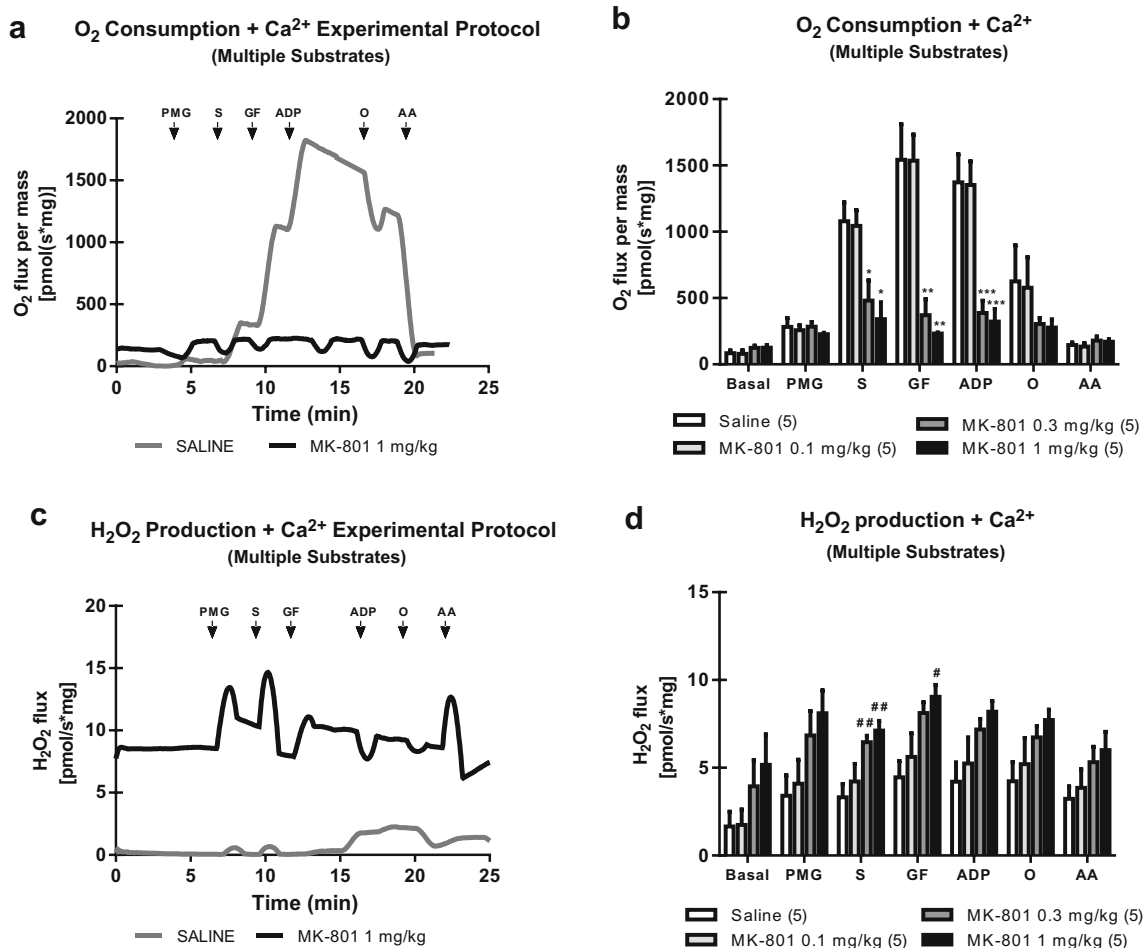 a
O2 Consumption + Ca2+ Experimental Protocol
(Multiple Substrates)
PMG S GF ADP O AA
O2 flux per mass
[pmol(s*mg)]
2000
1500
1000
500
0
0 5 10 15 20 25
Time (min)
SALINE MK-801 1 mg/kg
b
O2 Consumption + Ca2+
(Multiple Substrates)
O2 flux per mass
[pmol(s*mg)]
2000
1500
1000
500
0
* * ** ** *** ***
Basal PMG S GF ADP O AA
Saline (5) MK-801 0.3 mg/kg (5)
MK-801 0.1 mg/kg (5) MK-801 1 mg/kg (5)
c
H2O2 Production + Ca2+ Experimental Protocol
(Multiple Substrates)
PMG S GF ADP O AA
H2O2 flux
[pmol/s*mg]
20
15
10
5
0
0 5 10 15 20 25
Time (min)
SALINE MK-801 1 mg/kg
d
H2O2 production + Ca2+
(Multiple Substrates)
H2O2 flux
[pmol/s*mg]
15
10
5
0
## ## #
Basal PMG S GF ADP O AA
Saline (5) MK-801 0.3 mg/kg (5)
MK-801 0.1 mg/kg (5) MK-801 1 mg/kg (5)